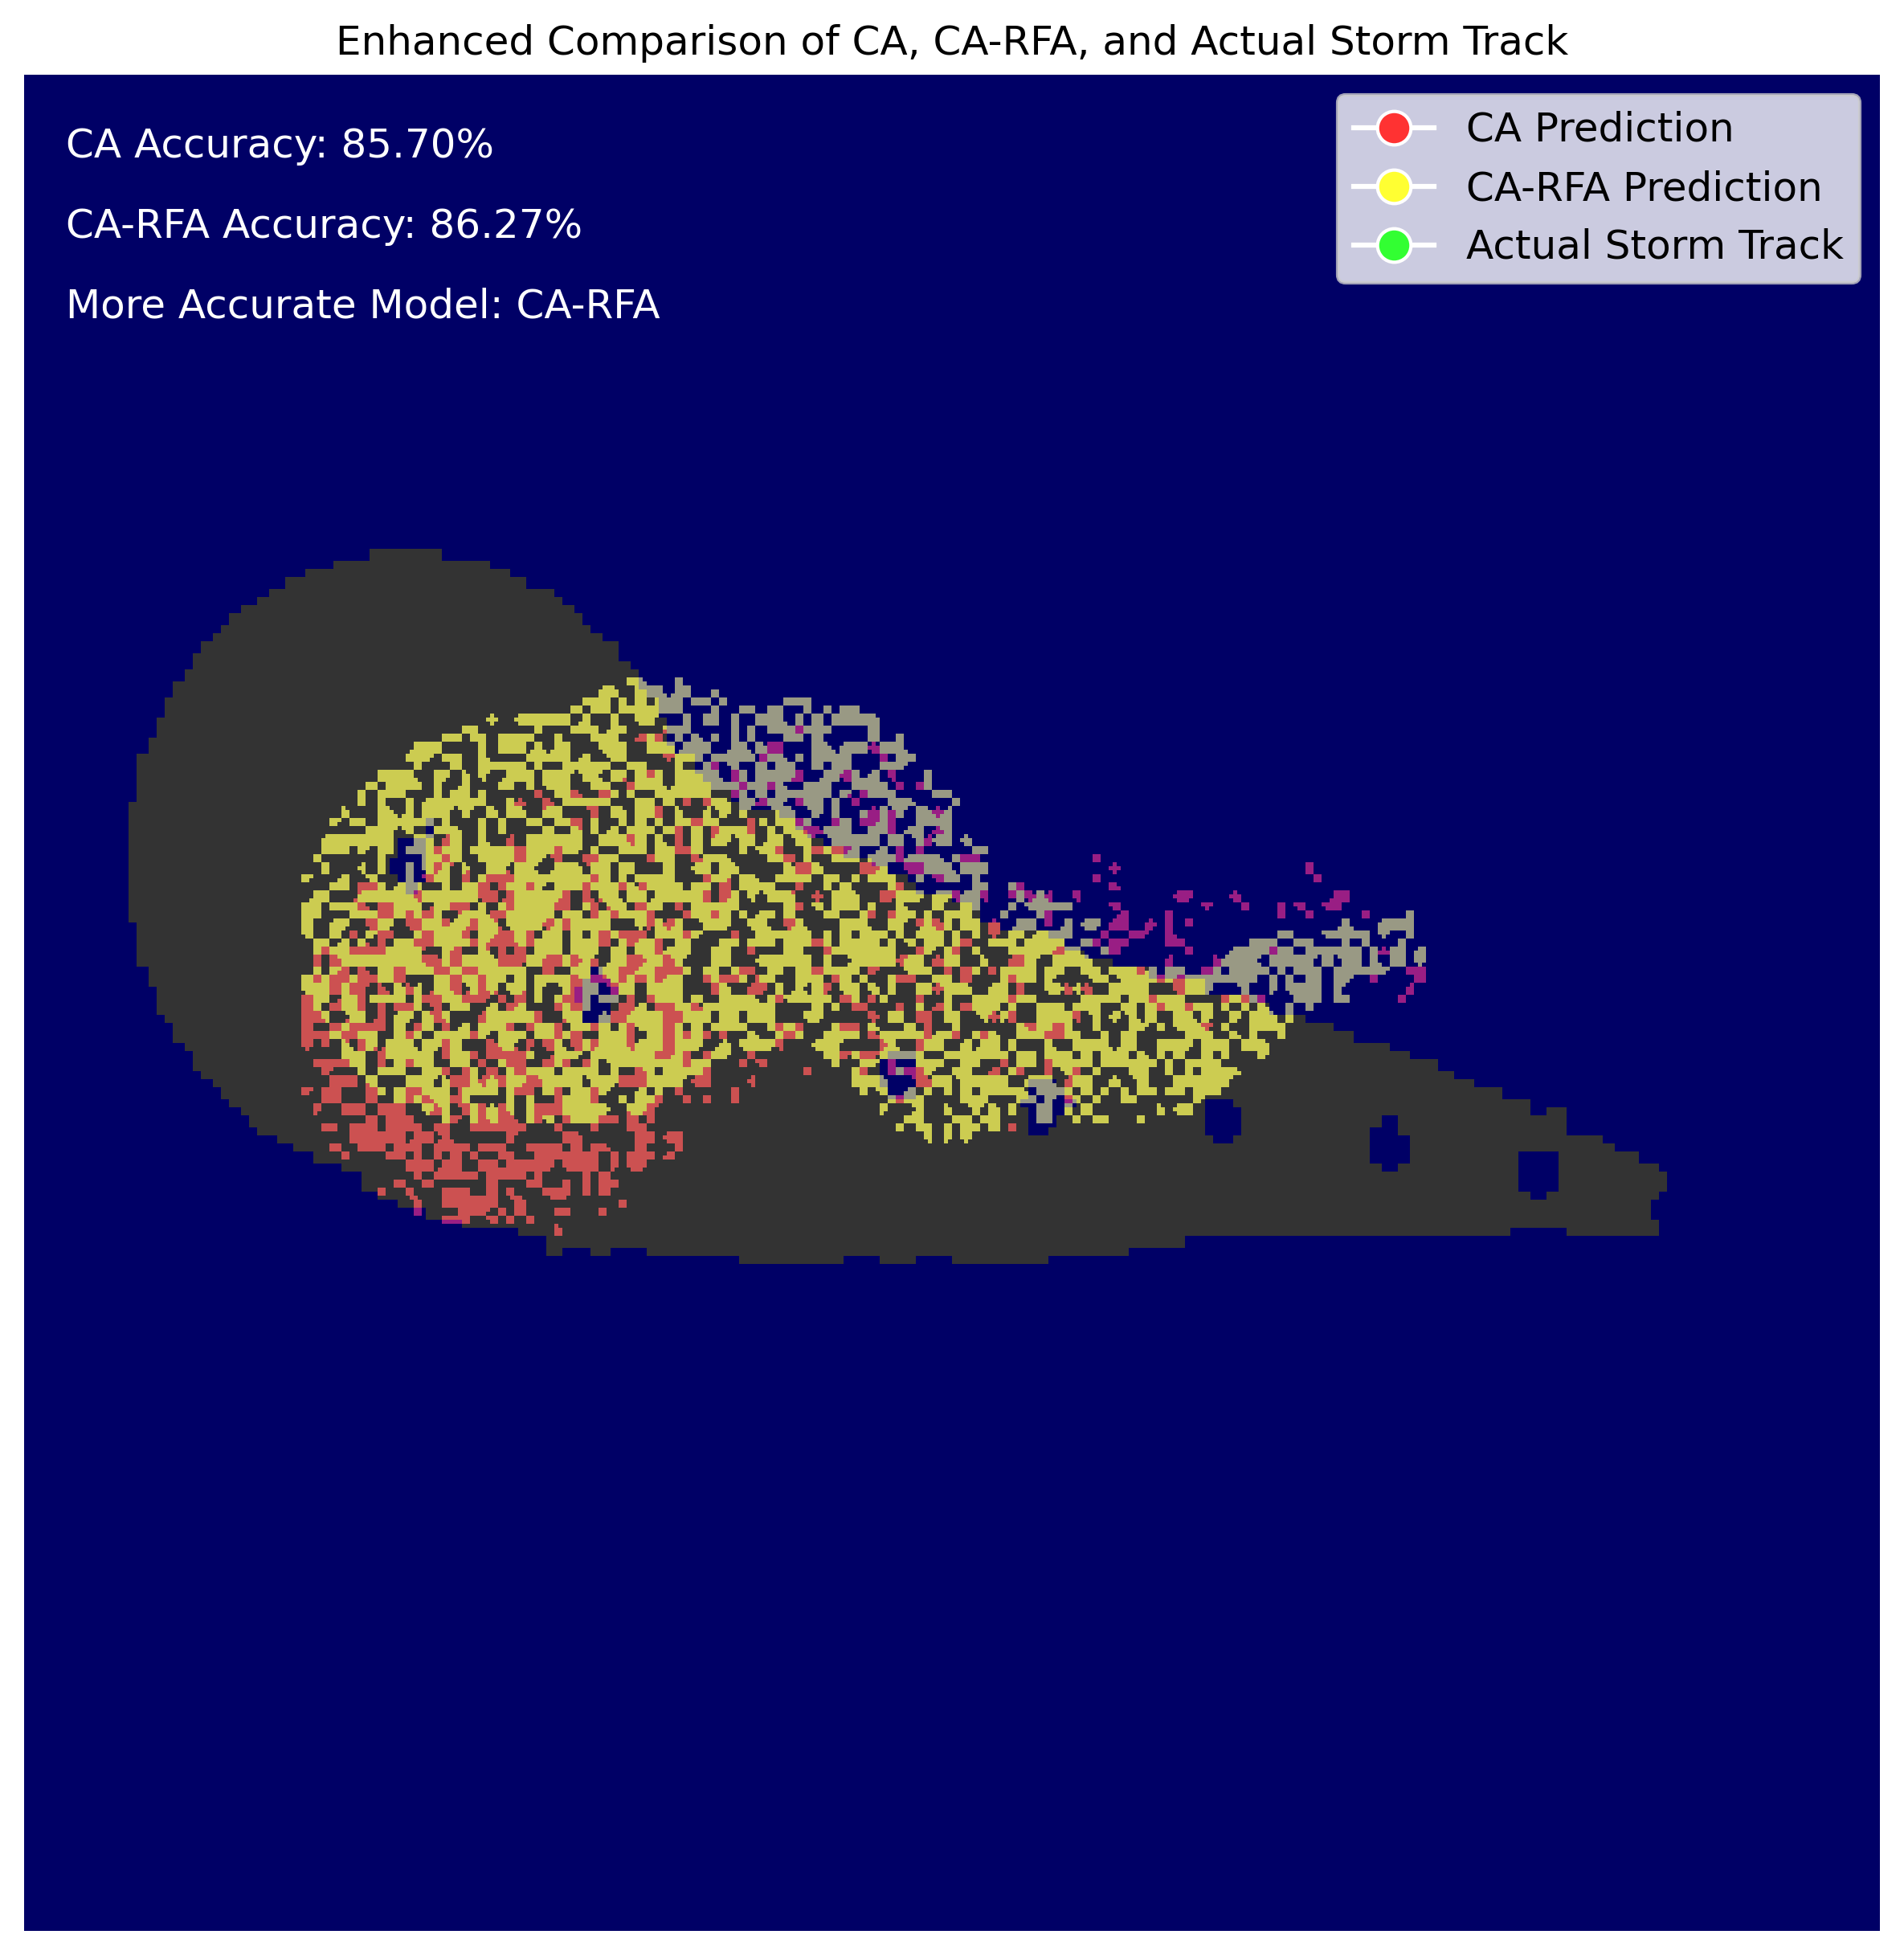 Enhanced Comparison of CA, CA-RFA, and Actual Storm Track
CA Accuracy: 85.70%
CA-RFA Accuracy: 86.27%
More Accurate Model: CA-RFA
CA Prediction
CA-RFA Prediction
Actual Storm Track